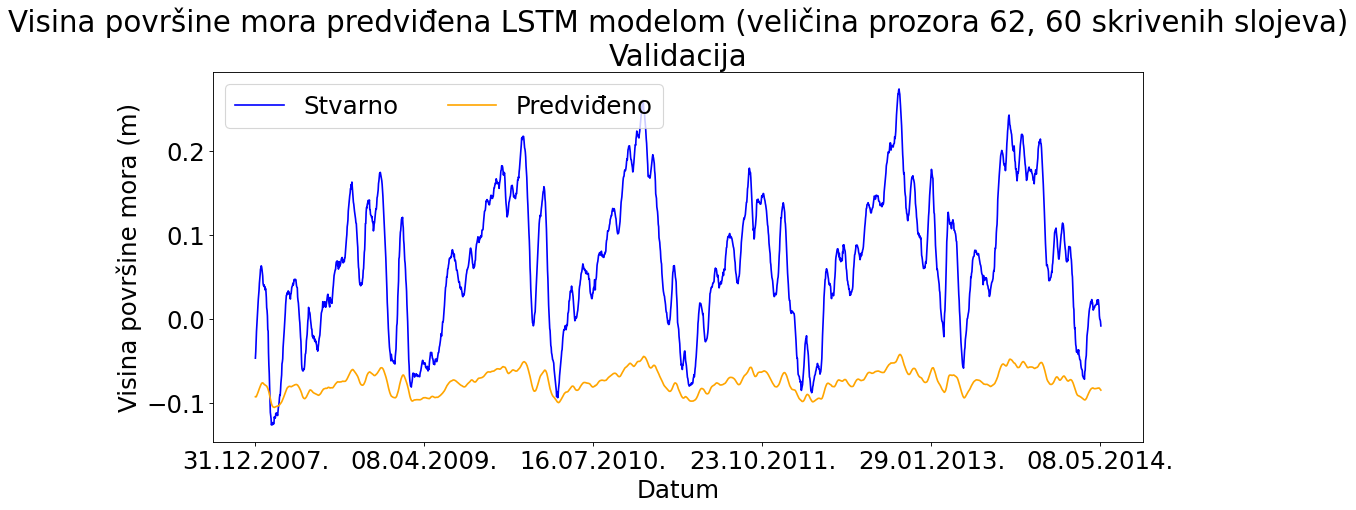 Visina površine mora predviđena LSTM modelom (veličina prozora 62, 60 skrivenih slojeva)
Validacija
Stvarno Predviđeno
Visina površine mora (m)
0.2
0.1
0.0
−0.1
31.12.2007. 08.04.2009. 16.07.2010. 23.10.2011. 29.01.2013. 08.05.2014.
Datum